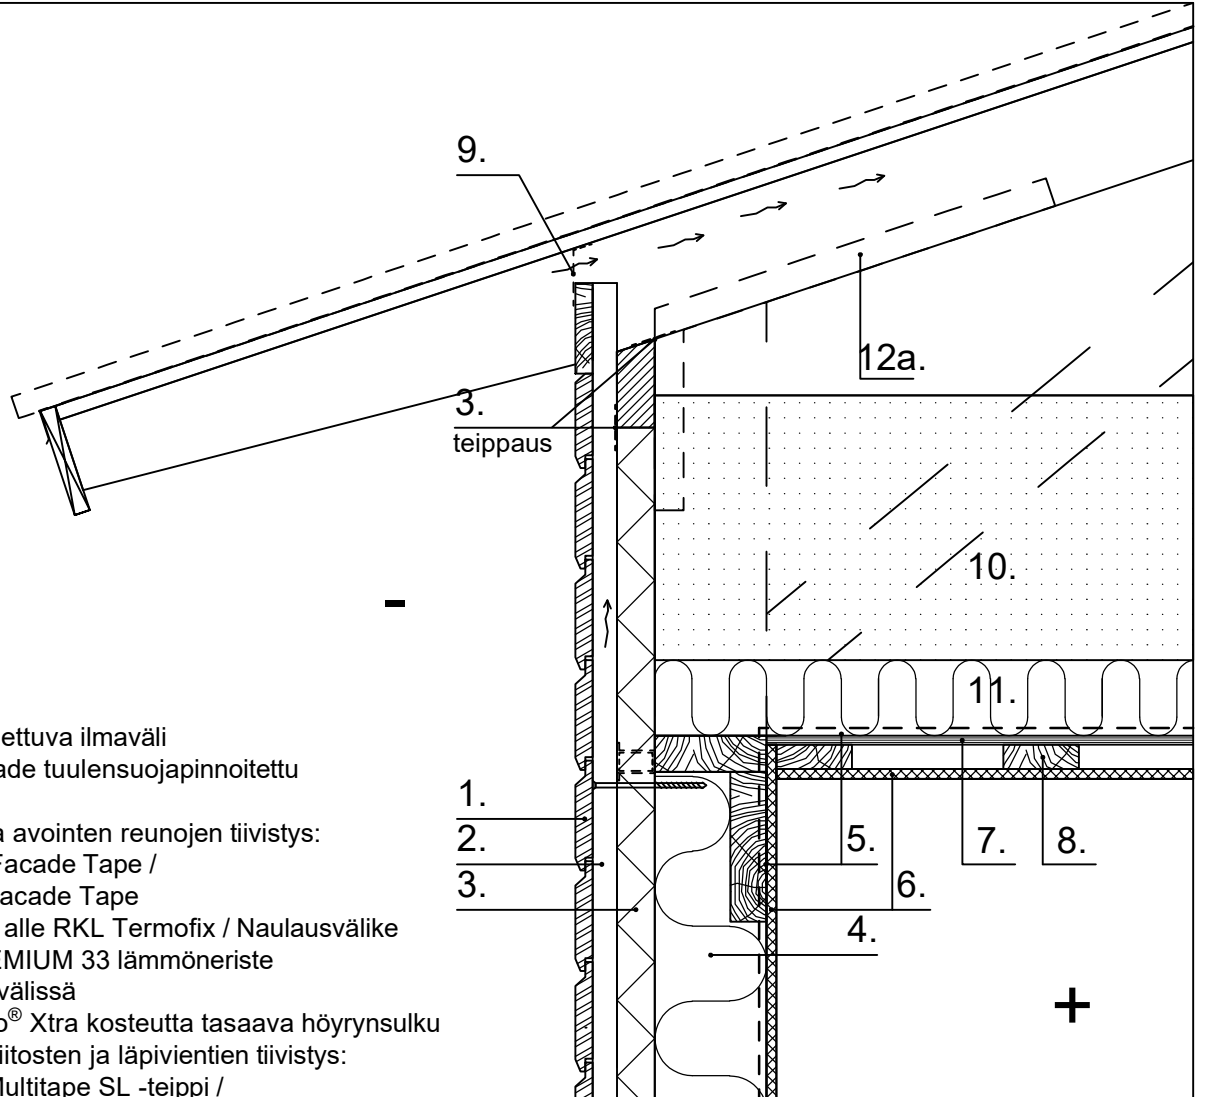 9.
12a.
3.
teippaus
10.
-
11.
ettuva ilmaväli
ade tuulensuojapinnoitettu
a avointen reunojen tiivistys:
Facade Tape /
acade Tape
alle RKL Termofix / Naulausvälike
EMIUM 33 lämmöneriste
välissä
o® Xtra kosteutta tasaava höyrynsulku
iitosten ja läpivientien tiivistys:
Multitape SL -teippi /
1.
2.
3.
5.
7.
8.
6.
4.
+